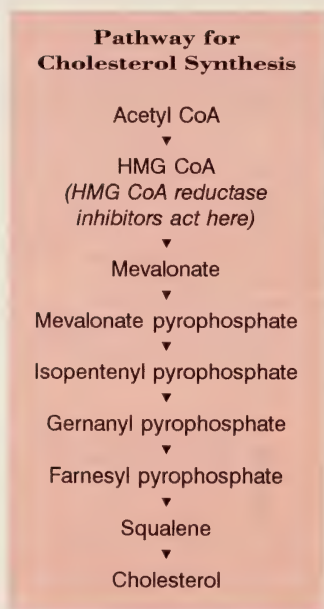 Pathway for
Cholesterol Synthesis
Acetyl CoA
▼
HMG CoA
(HMG CoA reductase
inhibitors act here)
▼
Mevalonate
▼
Mevalonate pyrophosphate
▼
Isopentenyl pyrophosphate
▼
Gernanyl pyrophosphate
▼
Farnesyl pyrophosphate
▼
Squalene
▼
Cholesterol